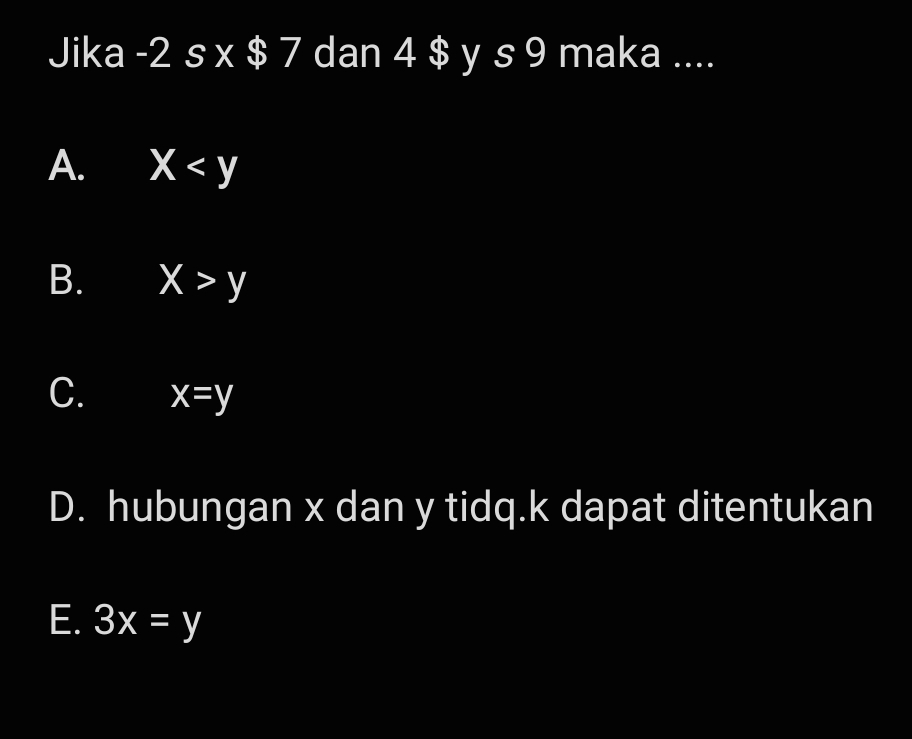 Jika -2 s x $ 7 dan 4 $ y s 9 maka ....
A. X < y
B. X > y
C. x=y
D. hubungan x dan y tidq.k dapat ditentukan
E. 3x = y